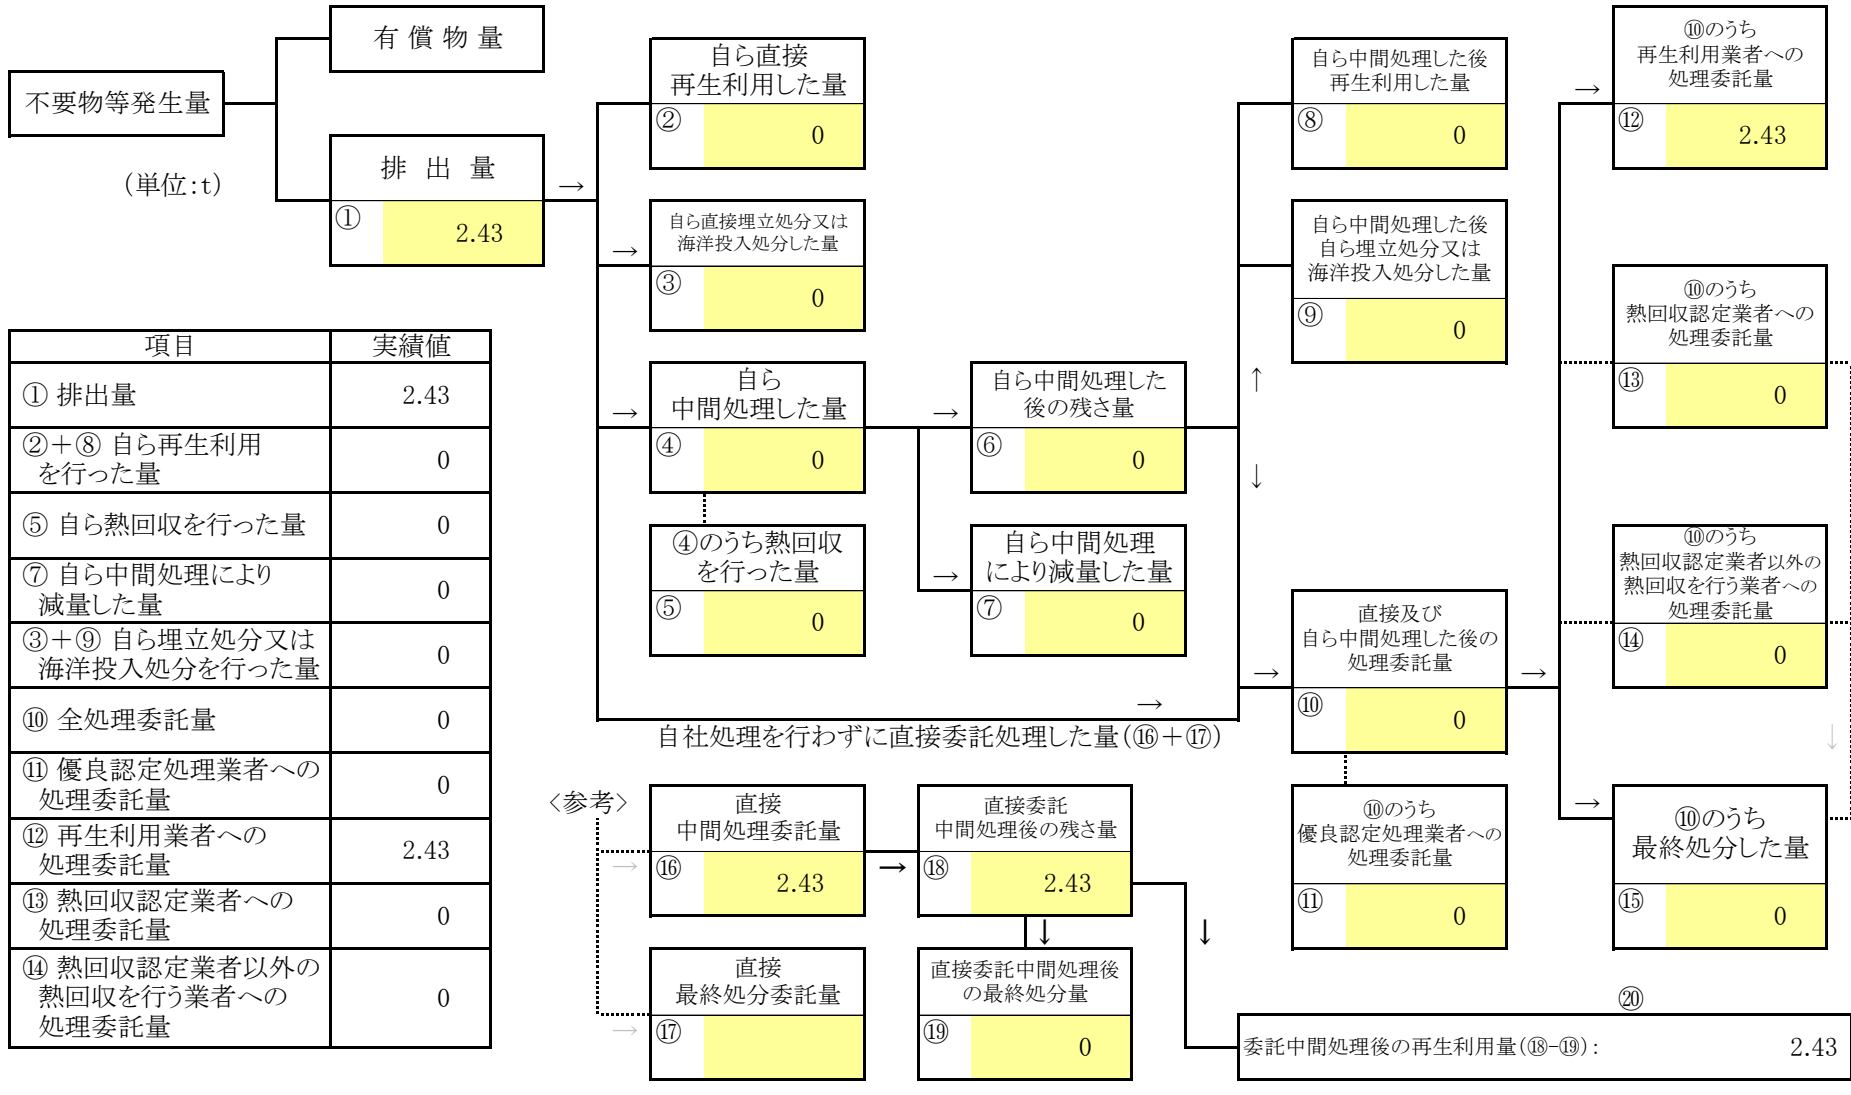 有償物量
不要物等発生量
(単位:t)
排出量
①
2.43
→
自ら直接
再生利用した量
②
0
→
自ら直接埋立処分又は
海洋投入処分した量
③
0
→
自ら
中間処理した量
④
0
④のうち熱回収
を行った量
⑤
0
→
自ら中間処理した
後の残さ量
⑥
0
→
自ら中間処理
により減量した量
⑦
0
↑
↓
自ら中間処理した後
再生利用した量
⑧
0
自ら中間処理した後
自ら埋立処分又は
海洋投入処分した量
⑨
0
→
自社処理を行わずに直接委託処理した量(⑯+⑰)
→
直接及び
自ら中間処理した後の
処理委託量
⑩
0
⑩のうち
優良認定処理業者への
処理委託量
⑪
0
→
→
⑩のうち
再生利用業者への
処理委託量
⑫
2.43
⑩のうち
熱回収認定業者への
処理委託量
⑬
0
⑩のうち
熱回収認定業者以外の
熱回収を行う業者への
処理委託量
⑭
0
↓
→
⑩のうち
最終処分した量
⑮
0
項目 実績値
① 排出量 2.43
②+⑧ 自ら再生利用
を行った量 0
⑤ 自ら熱回収を行った量 0
⑦ 自ら中間処理により
減量した量 0
③+⑨ 自ら埋立処分又は
海洋投入処分を行った量 0
⑩ 全処理委託量 0
⑪ 優良認定処理業者への
処理委託量 0
⑫ 再生利用業者への
処理委託量 2.43
⑬ 熱回収認定業者への
処理委託量 0
⑭ 熱回収認定業者以外の
熱回収を行う業者への
処理委託量 0
<参考>
→
直接
中間処理委託量
⑯
2.43
→
直接
最終処分委託量
⑰
→
直接委託
中間処理後の残さ量
⑱
2.43
↓
直接委託中間処理後
の最終処分量
⑲
0
↓
⑳
委託中間処理後の再生利用量(⑱-⑲): 2.43